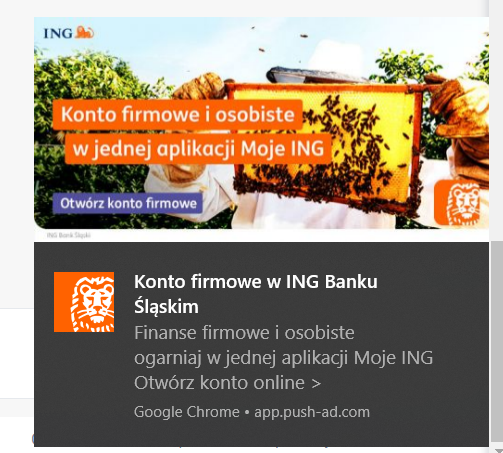 ING
Konto firmowe i osobiste
w jednej aplikacji Moje ING
Otwórz konto firmowe
ING Bank Śląski
Konto firmowe w ING Banku
Śląskim
Finanse firmowe i osobiste
ogarniaj w jednej aplikacji Moje ING
Otwórz konto online >
Google Chrome • app.push-ad.com